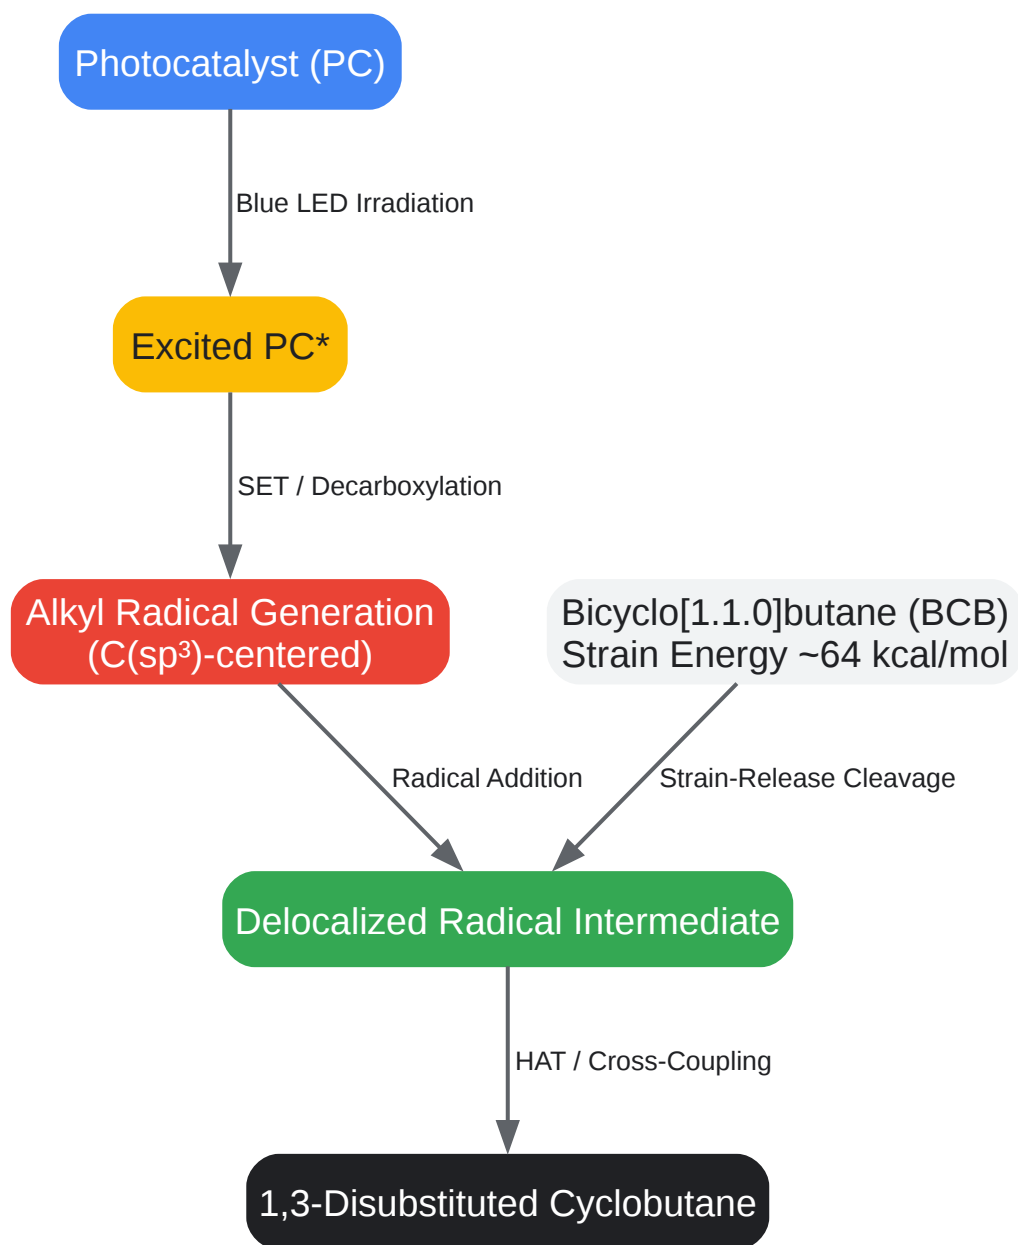 Photocatalyst (PC)
Blue LED Irradiation
Excited PC*
SET / Decarboxylation
Alkyl Radical Generation
(C(sp³)-centered)
Bicyclo[1.1.0]butane (BCB)
Strain Energy ~64 kcal/mol
Radical Addition
Strain-Release Cleavage
Delocalized Radical Intermediate
HAT / Cross-Coupling
1,3-Disubstituted Cyclobutane